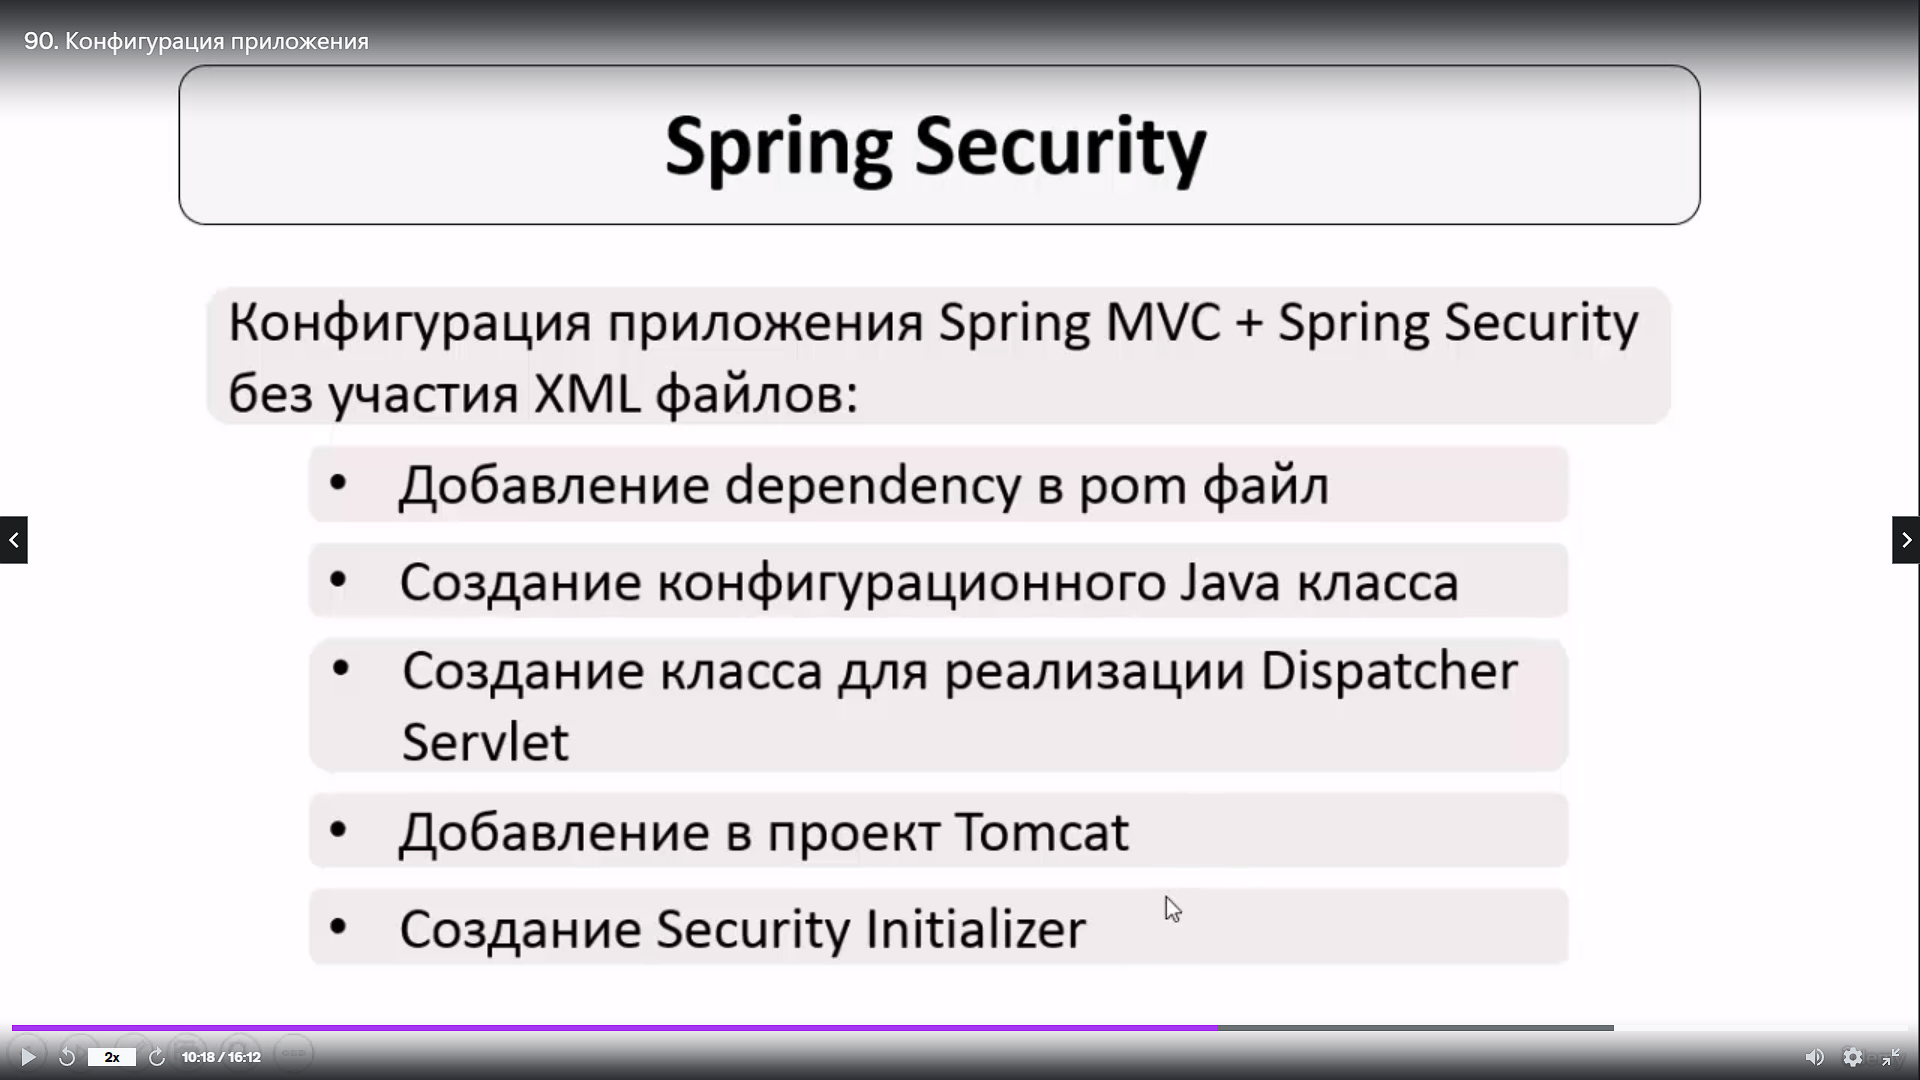 90. Конфигурация приложения
Spring Security
Конфигурация приложения Spring MVC + Spring Security
без участия XML файлов:
• Добавление dependency в pom файл
• Создание конфигурационного Java класса
• Создание класса для реализации Dispatcher
Servlet
• Добавление в проект Tomcat
• Создание Security Initializer
2x
10:18 / 16:12